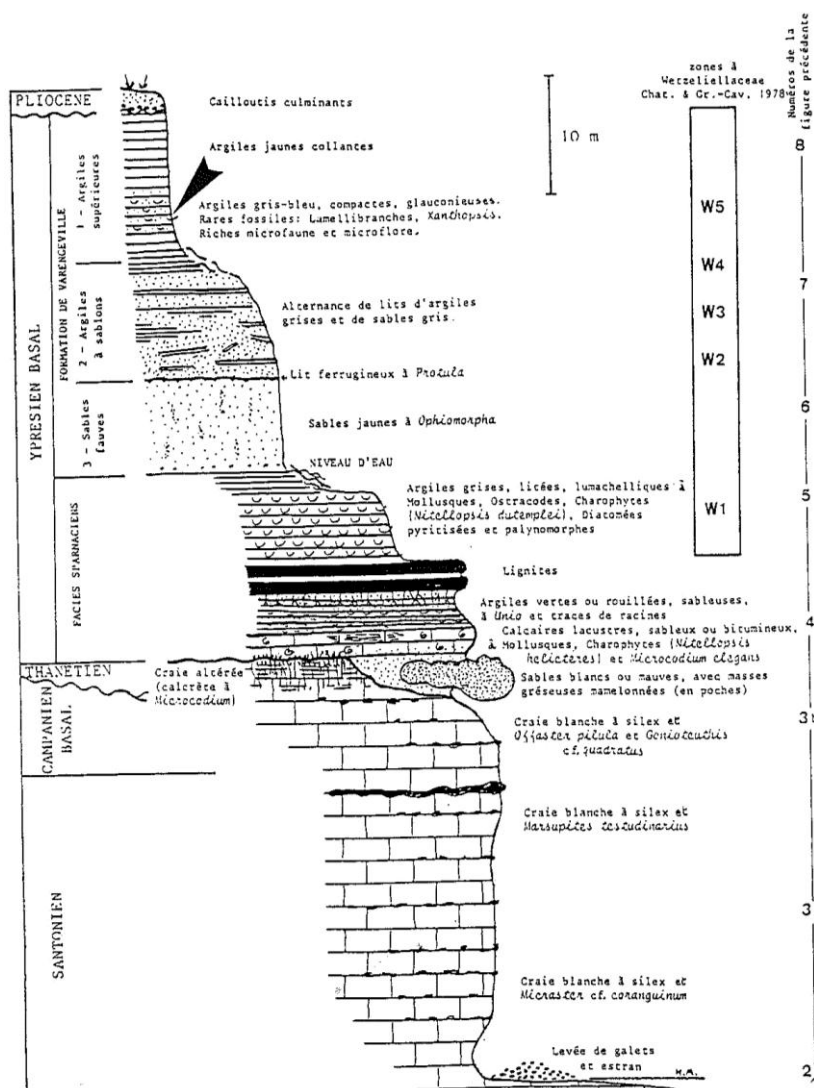 Numéros de la
figure précédente
zones à
Wetzeliellaceae
Chat. & Gr.-Cav. 1978
PLIOCENE
Cailloutis culminants
10 m
Argiles jaunes collantes
8
YPRESIEN BASAL
FORMATION DE VARENGEVILLE
1 - Argiles
supérieures
Argiles gris-bleu, compactes, glauconieuses.
Rares fossiles: Lamellibranches, Xanthopsis.
Riches microfaune et microflore.
W5
W4
7
2 - Argiles
à sablons
Alternance de lits d'argiles
grises et de sables gris.
W3
W2
Lit ferrugineux à Protula
6
3 - Sables
fauves
Sables jaunes à Ophiomorpha
NIVEAU D'EAU
FACIES SPARNACIENS
Argiles grises, litées, lumachelliques à
Mollusques, Ostracodes, Charophytes
(Nitellopsis dutemplei), Diatomées
pyritisées et palynomorphes
5
W1
Lignites
Argiles vertes ou rouillées, sableuses,
à Unio et traces de racines
4
Calcaires lacustres, sableux ou bitumineux,
à Mollusques, Charophytes (Nitellopsis
helicteres) et Microcodium elegans
THANETIEN
Craie altérée
(calcrète à
Microcodium)
Sables blancs ou mauves, avec masses
gréseuses mamelonnées (en poches)
CAMPANIEN
BASAL
Craie blanche à silex et
Offaster pilula et Gonioteuthis
cf. quadratus
3
SANTONIEN
Craie blanche à silex et
Marsupites testudinarius
3
Craie blanche à silex et
Micraster cf. coranguinum
Levée de galets
et estran
2